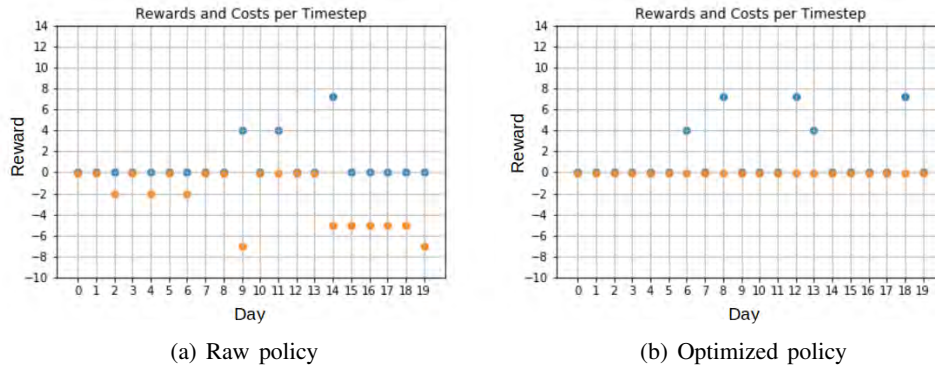 Rewards and Costs per Timestep
14
12
10
8
6
4
2
0
−2
−4
−6
−8
−10
Reward
0 1 2 3 4 5 6 7 8 9 10 11 12 13 14 15 16 17 18 19
Day
(a) Raw policy
Rewards and Costs per Timestep
14
12
10
8
6
4
2
0
−2
−4
−6
−8
−10
Reward
0 1 2 3 4 5 6 7 8 9 10 11 12 13 14 15 16 17 18 19
Day
(b) Optimized policy